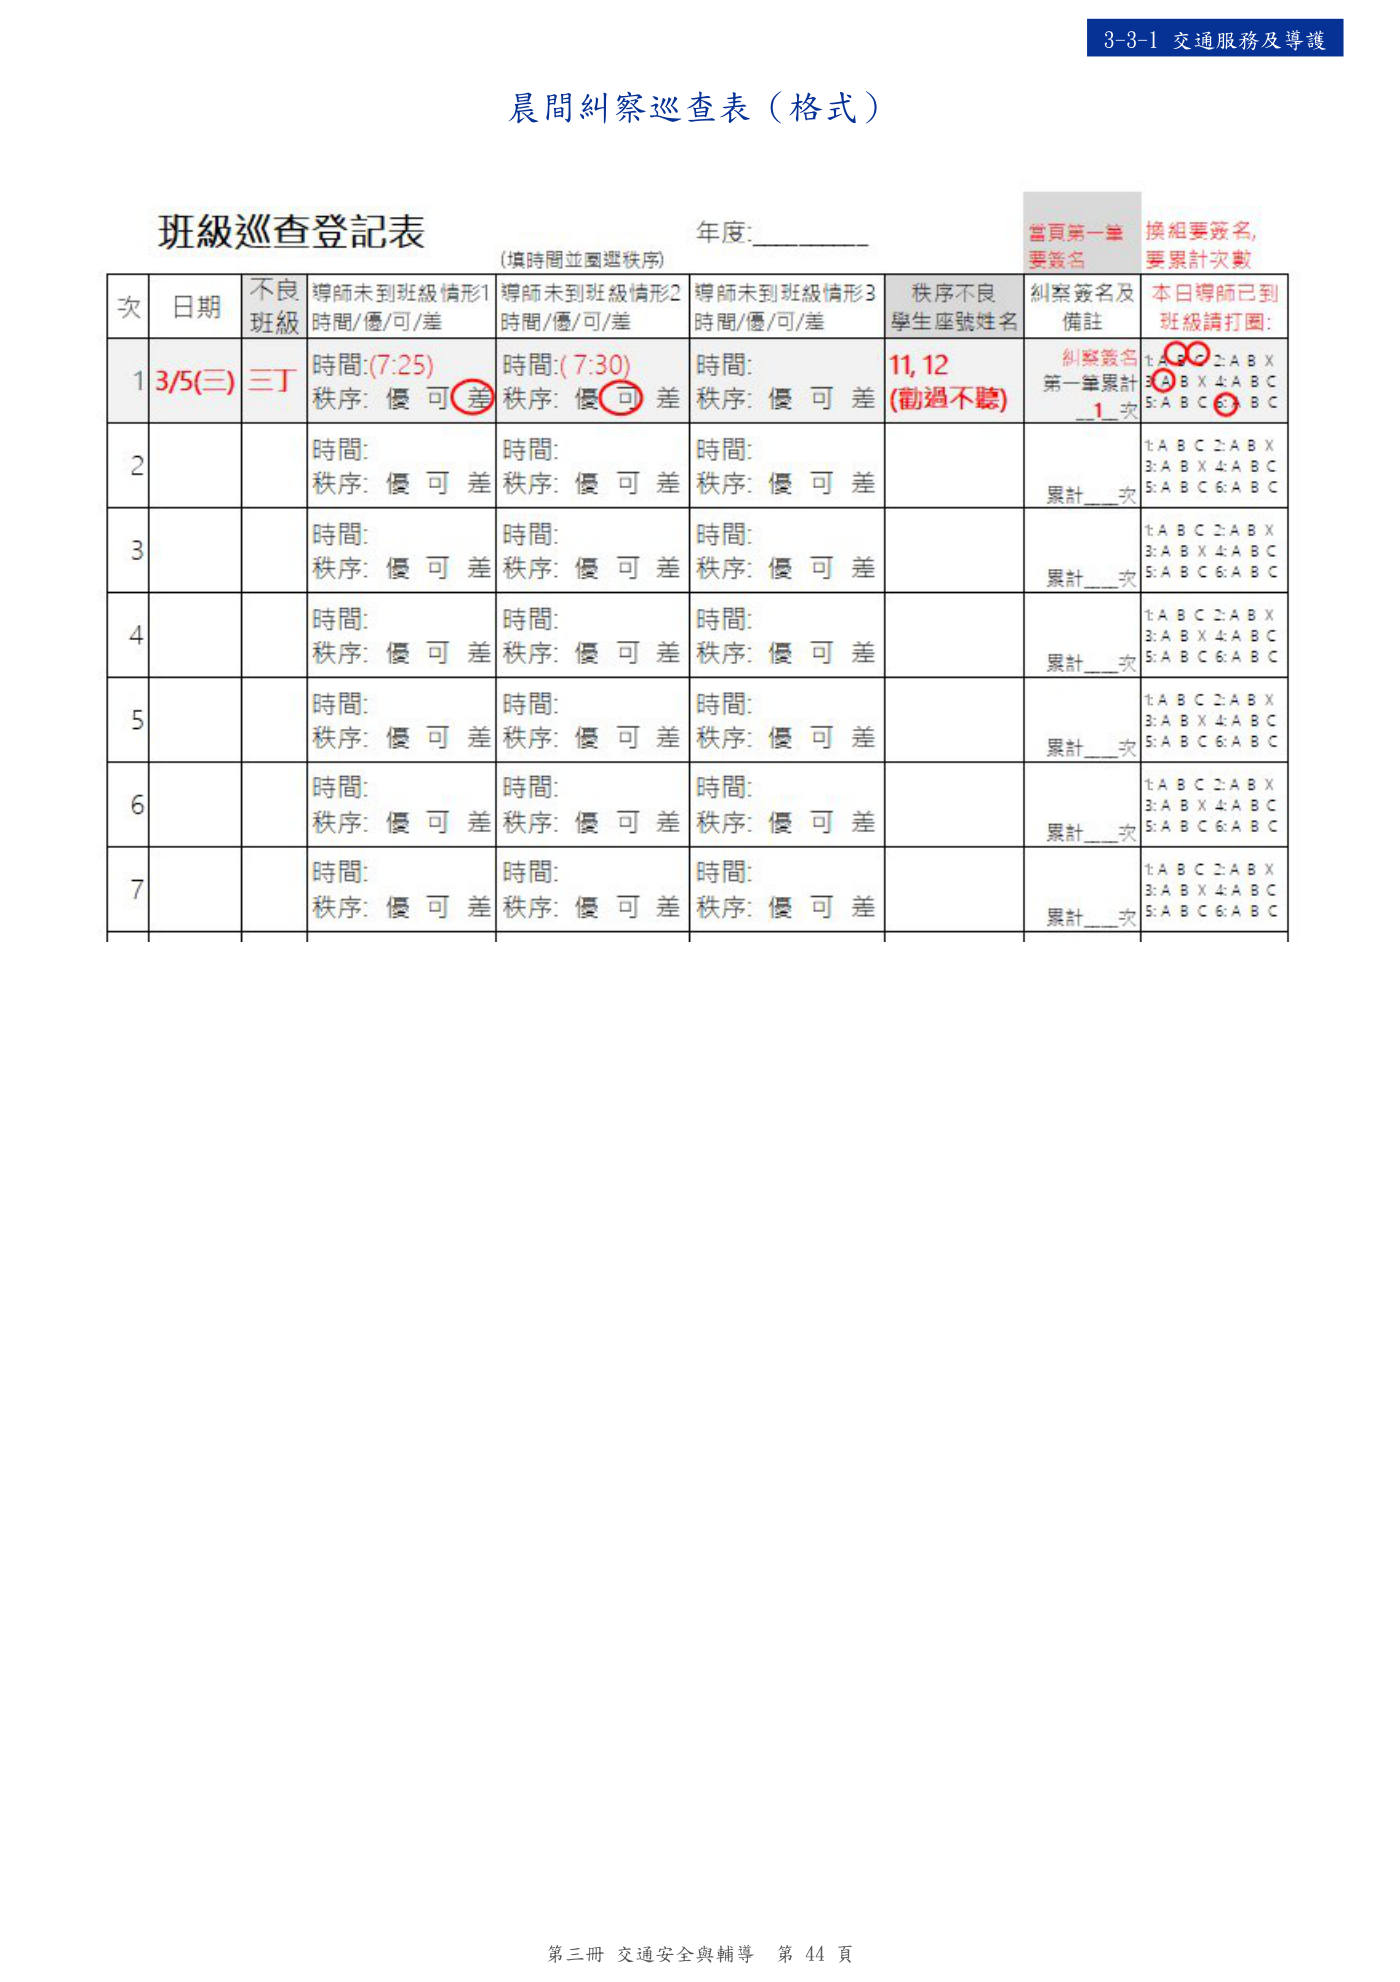 3-3-1 交通服務及導護
晨間糾察巡查表（格式）
班級巡查登記表
(填時間並圈選秩序)
年度:__________
當頁第一筆
要簽名
換組要簽名,
要累計次數
次 日期 不良班級 導師未到班級情形1 時間/優/可/差 導師未到班級情形2 時間/優/可/差 導師未到班級情形3 時間/優/可/差 秩序不良 學生座號姓名 糾察簽名及備註 本日導師已到班級請打圈:
1 3/5(三) 三丁
時間:(7:25) 時間:( 7:30) 時間:
秩序: 優 可 差 秩序: 優 可 差 秩序: 優 可 差
11, 12
(勸過不聽)
糾察簽名
第一筆累計
__1__次
1: A B C 2: A B X
3: A B X 4: A B C
5: A B C 6: A B C
2
時間: 時間: 時間:
秩序: 優 可 差 秩序: 優 可 差 秩序: 優 可 差
累計____次
1: A B C 2: A B X
3: A B X 4: A B C
5: A B C 6: A B C
3
時間: 時間: 時間:
秩序: 優 可 差 秩序: 優 可 差 秩序: 優 可 差
累計____次
1: A B C 2: A B X
3: A B X 4: A B C
5: A B C 6: A B C
4
時間: 時間: 時間:
秩序: 優 可 差 秩序: 優 可 差 秩序: 優 可 差
累計____次
1: A B C 2: A B X
3: A B X 4: A B C
5: A B C 6: A B C
5
時間: 時間: 時間:
秩序: 優 可 差 秩序: 優 可 差 秩序: 優 可 差
累計____次
1: A B C 2: A B X
3: A B X 4: A B C
5: A B C 6: A B C
6
時間: 時間: 時間:
秩序: 優 可 差 秩序: 優 可 差 秩序: 優 可 差
累計____次
1: A B C 2: A B X
3: A B X 4: A B C
5: A B C 6: A B C
7
時間: 時間: 時間:
秩序: 優 可 差 秩序: 優 可 差 秩序: 優 可 差
累計____次
1: A B C 2: A B X
3: A B X 4: A B C
5: A B C 6: A B C
第三冊 交通安全與輔導 第 44 頁